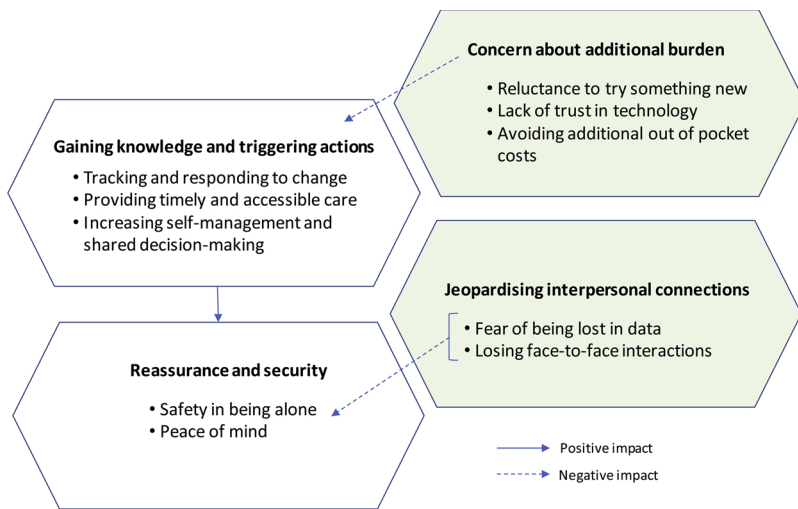 Concern about additional burden
• Reluctance to try something new
• Lack of trust in technology
• Avoiding additional out of pocket
costs
Gaining knowledge and triggering actions
• Tracking and responding to change
• Providing timely and accessible care
• Increasing self-management and
shared decision-making
Jeopardising interpersonal connections
• Fear of being lost in data
• Losing face-to-face interactions
Reassurance and security
• Safety in being alone
• Peace of mind
Positive impact
Negative impact